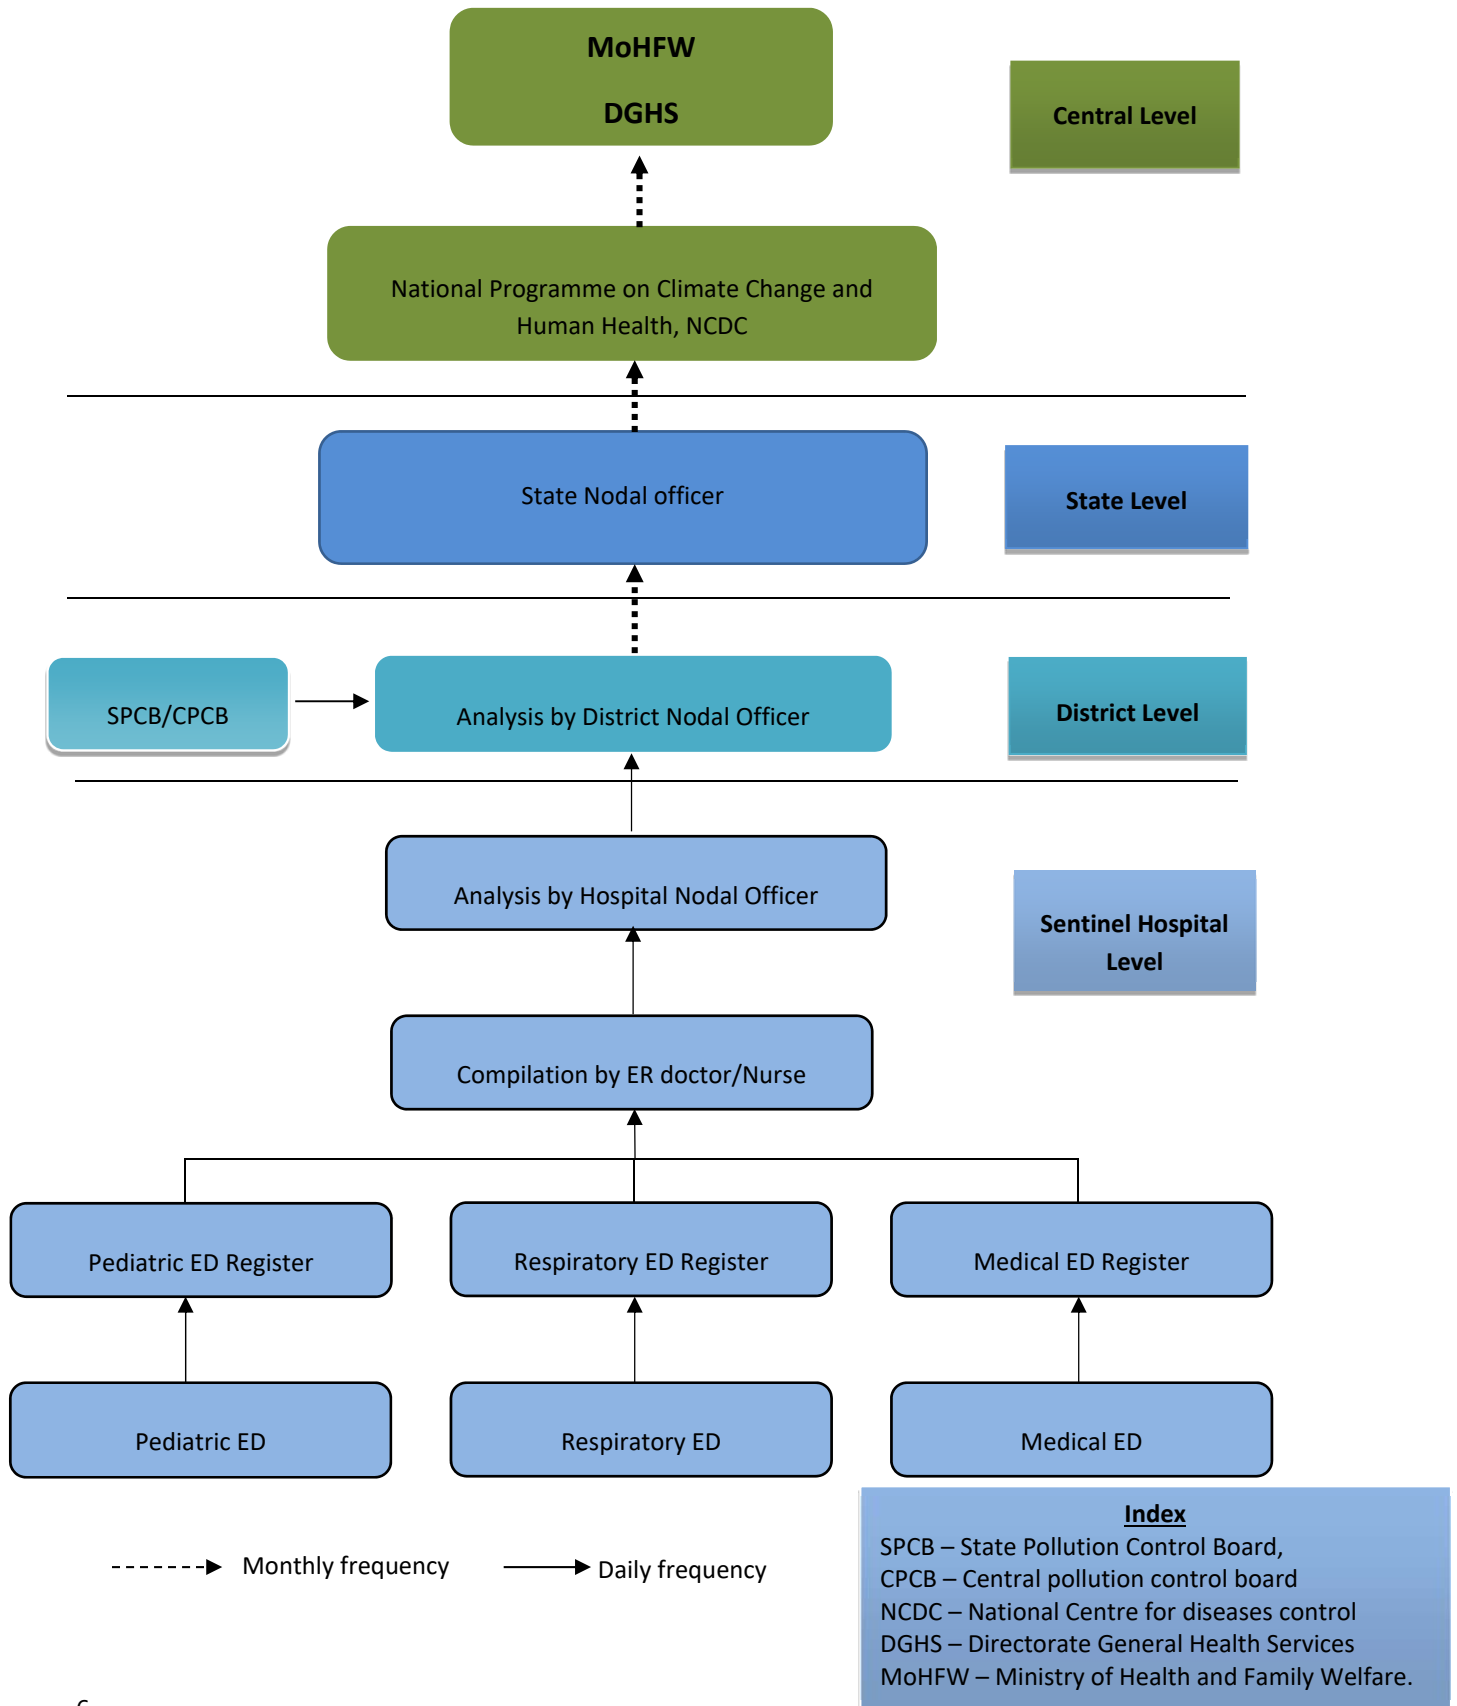 MoHFW
DGHS
Central Level
National Programme on Climate Change and
Human Health, NCDC
State Nodal officer
State Level
SPCB/CPCB
Analysis by District Nodal Officer
District Level
Analysis by Hospital Nodal Officer
Sentinel Hospital
Level
Compilation by ER doctor/Nurse
Pediatric ED Register
Respiratory ED Register
Medical ED Register
Pediatric ED
Respiratory ED
Medical ED
Monthly frequency
Daily frequency
Index
SPCB – State Pollution Control Board,
CPCB – Central pollution control board
NCDC – National Centre for diseases control
DGHS – Directorate General Health Services
MoHFW – Ministry of Health and Family Welfare.